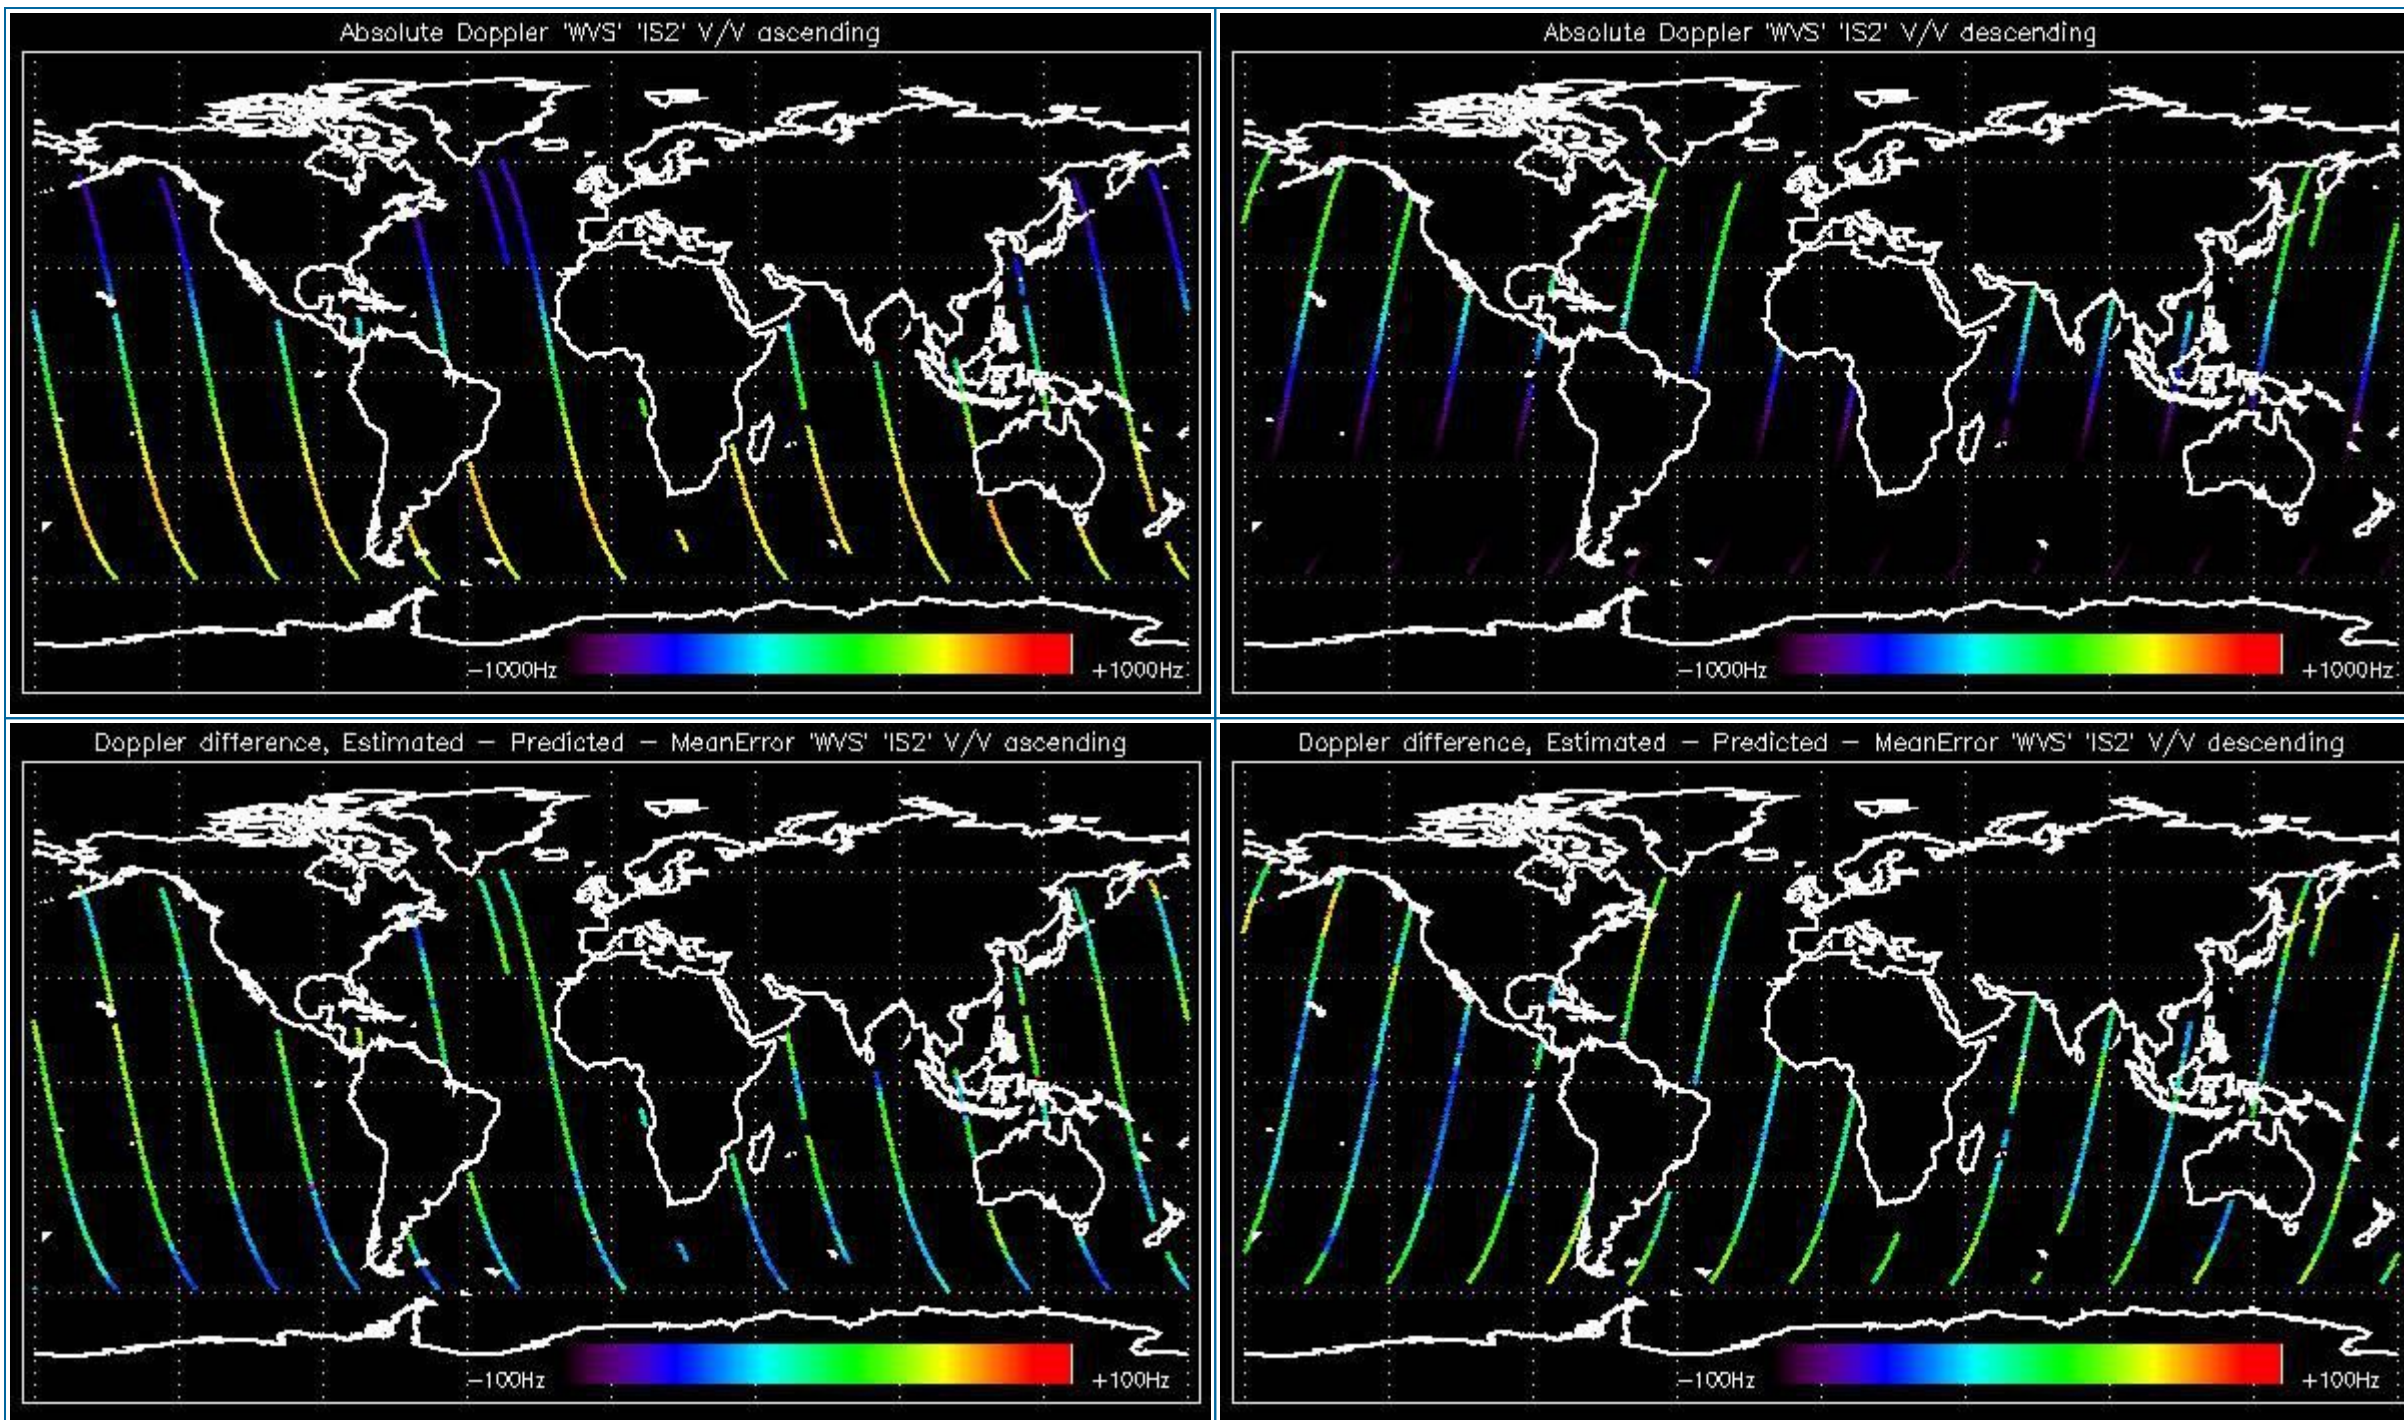 Absolute Doppler 'WVS' 'IS2' V/V ascending
-1000Hz
+1000Hz
Absolute Doppler 'WVS' 'IS2' V/V descending
-1000Hz
+1000Hz
Doppler difference, Estimated - Predicted - MeanError 'WVS' 'IS2' V/V ascending
-100Hz
+100Hz
Doppler difference, Estimated - Predicted - MeanError 'WVS' 'IS2' V/V descending
-100Hz
+100Hz